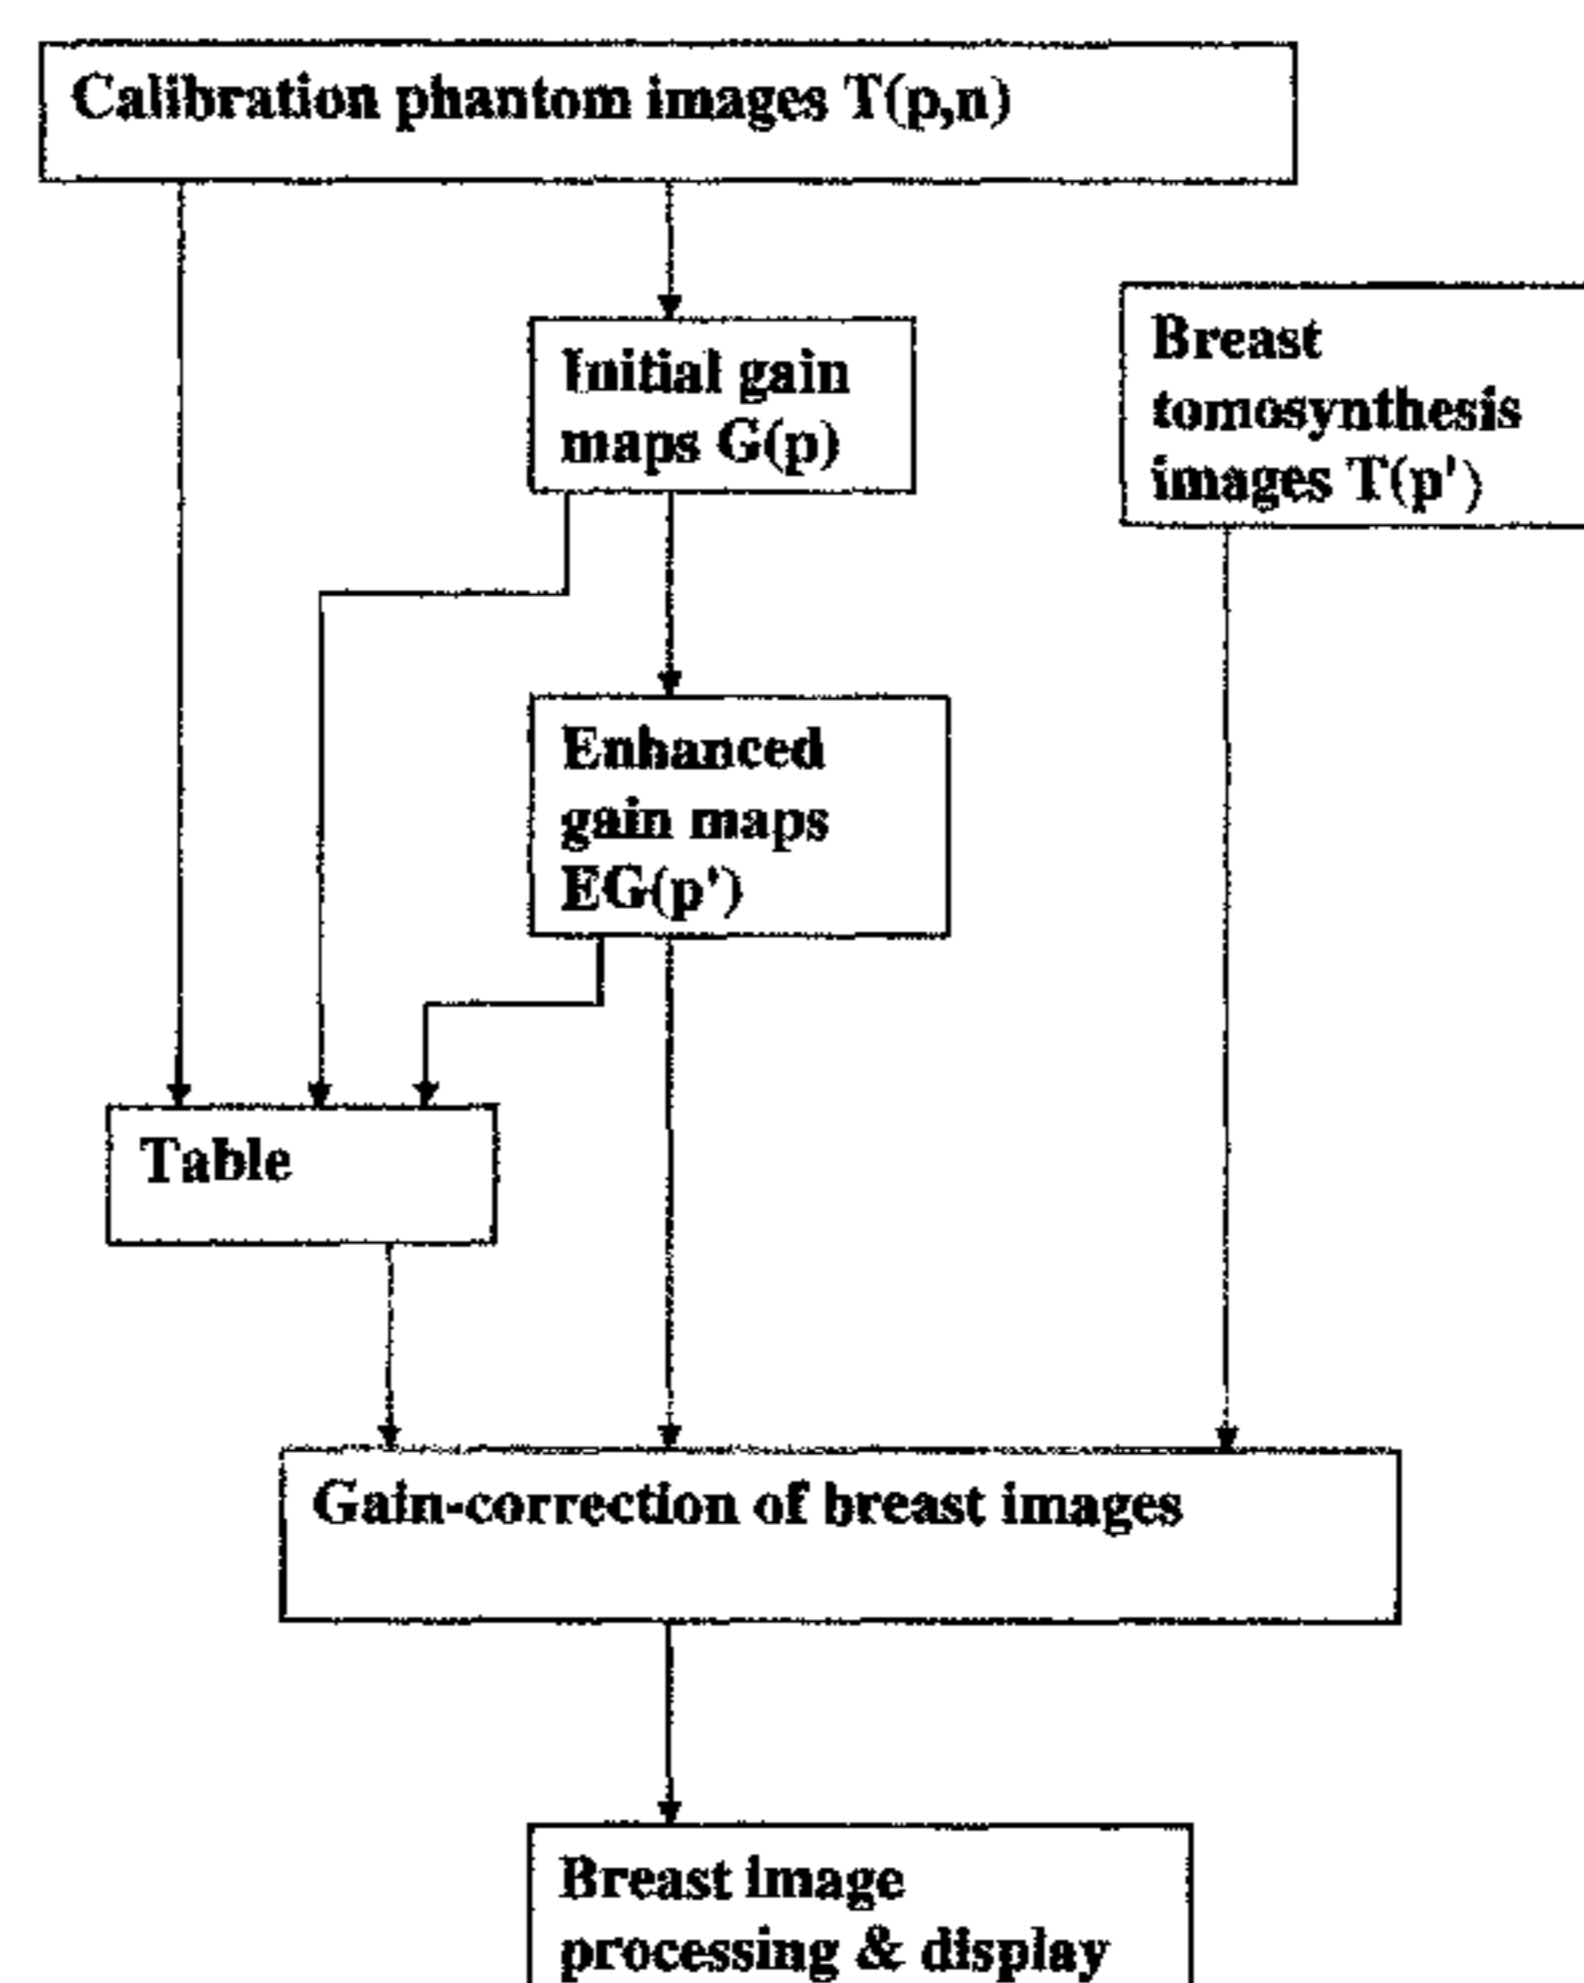 Calibration phantom images T(p,n)
Initial gain
maps G(p)
Breast
tomosynthesis
images T(p')
Enhanced
gain maps
EG(p')
Table
Gain-correction of breast images
Breast image
processing & display